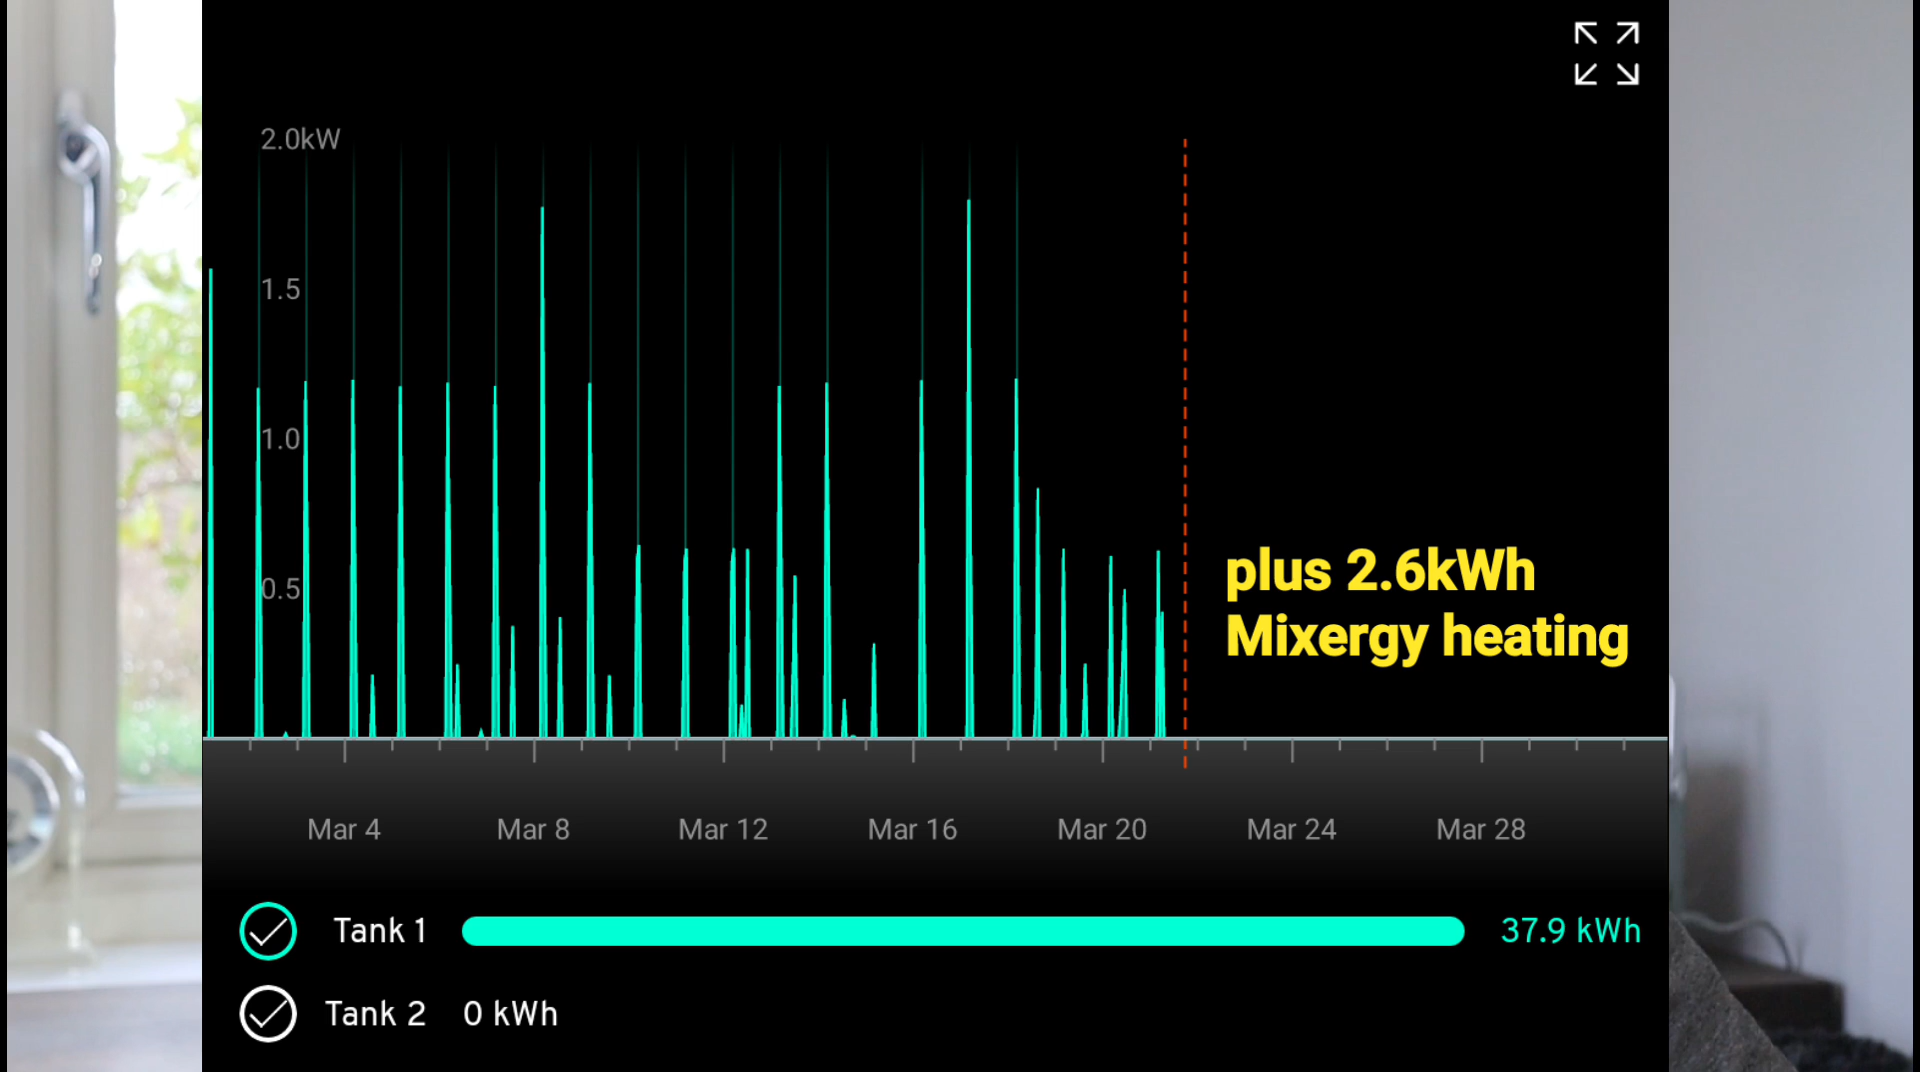 2.0kW
1.5
1.0
0.5
plus 2.6kWh
Mixergy heating
Mar 4 Mar 8 Mar 12 Mar 16 Mar 20 Mar 24 Mar 28
Tank 1 37.9 kWh
Tank 2 0 kWh